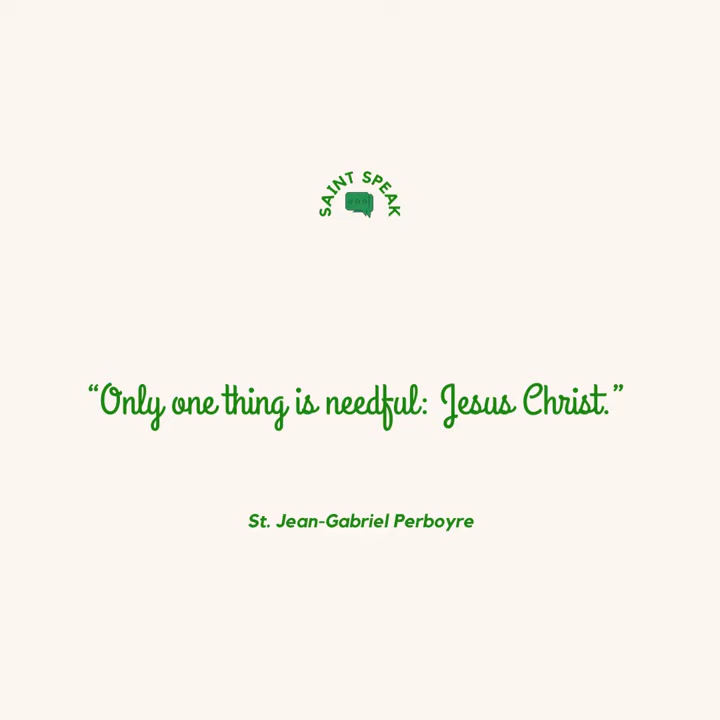 SAINT SPEAK
“Only one thing is needful: Jesus Christ.”
St. Jean-Gabriel Perboyre